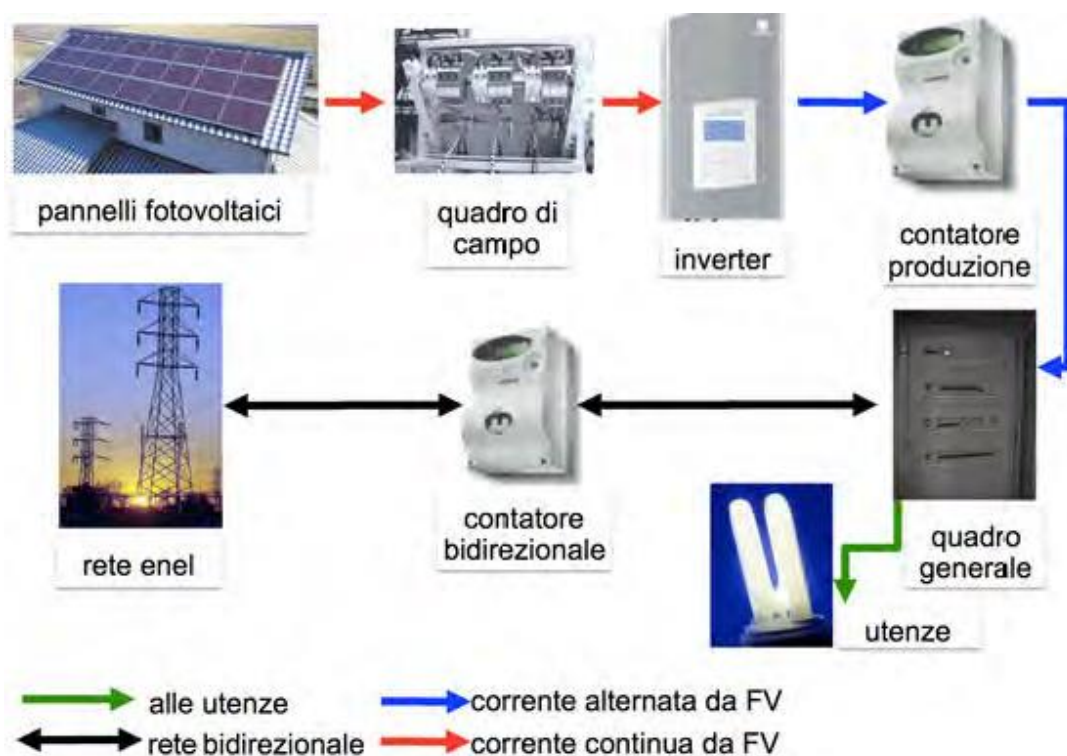 pannelli fotovoltaici
quadro di
campo
inverter
contatore
produzione
rete enel
contatore
bidirezionale
quadro
generale
utenze
alle utenze
corrente alternata da FV
rete bidirezionale
corrente continua da FV